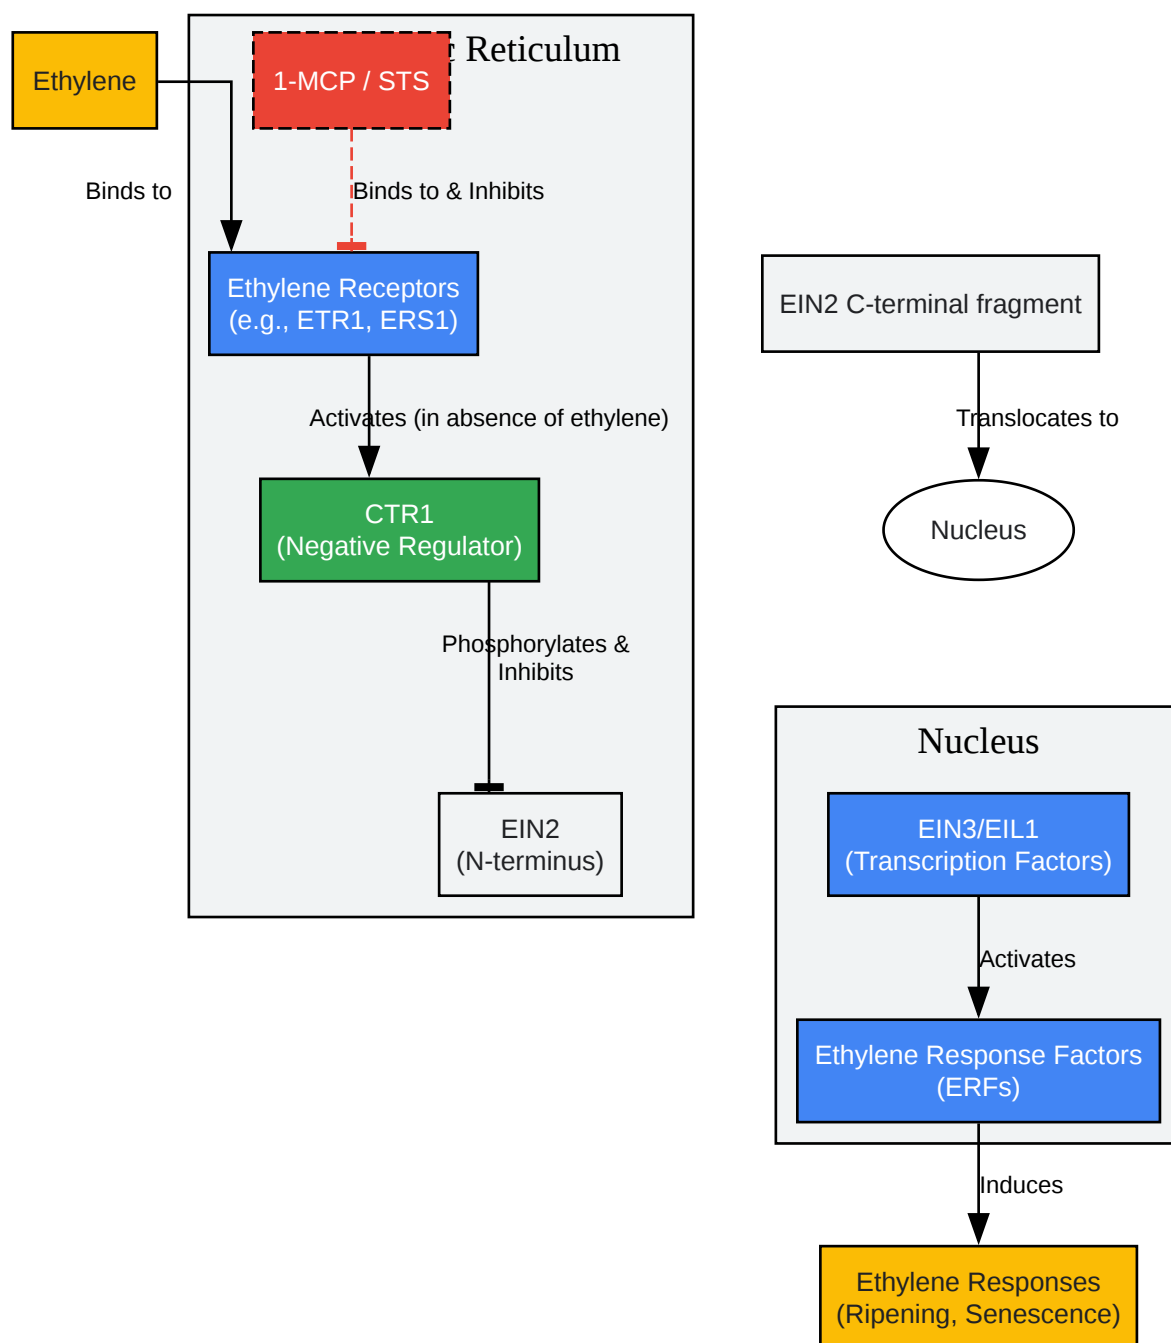 Ethylene
1-MCP / STS
c Reticulum
Binds to
Binds to & Inhibits
Ethylene Receptors
(e.g., ETR1, ERS1)
EIN2 C-terminal fragment
Activates (in absence of ethylene)
Translocates to
CTR1
(Negative Regulator)
Nucleus
Phosphorylates &
Inhibits
EIN2
(N-terminus)
Nucleus
EIN3/EIL1
(Transcription Factors)
Activates
Ethylene Response Factors
(ERFs)
Induces
Ethylene Responses
(Ripening, Senescence)